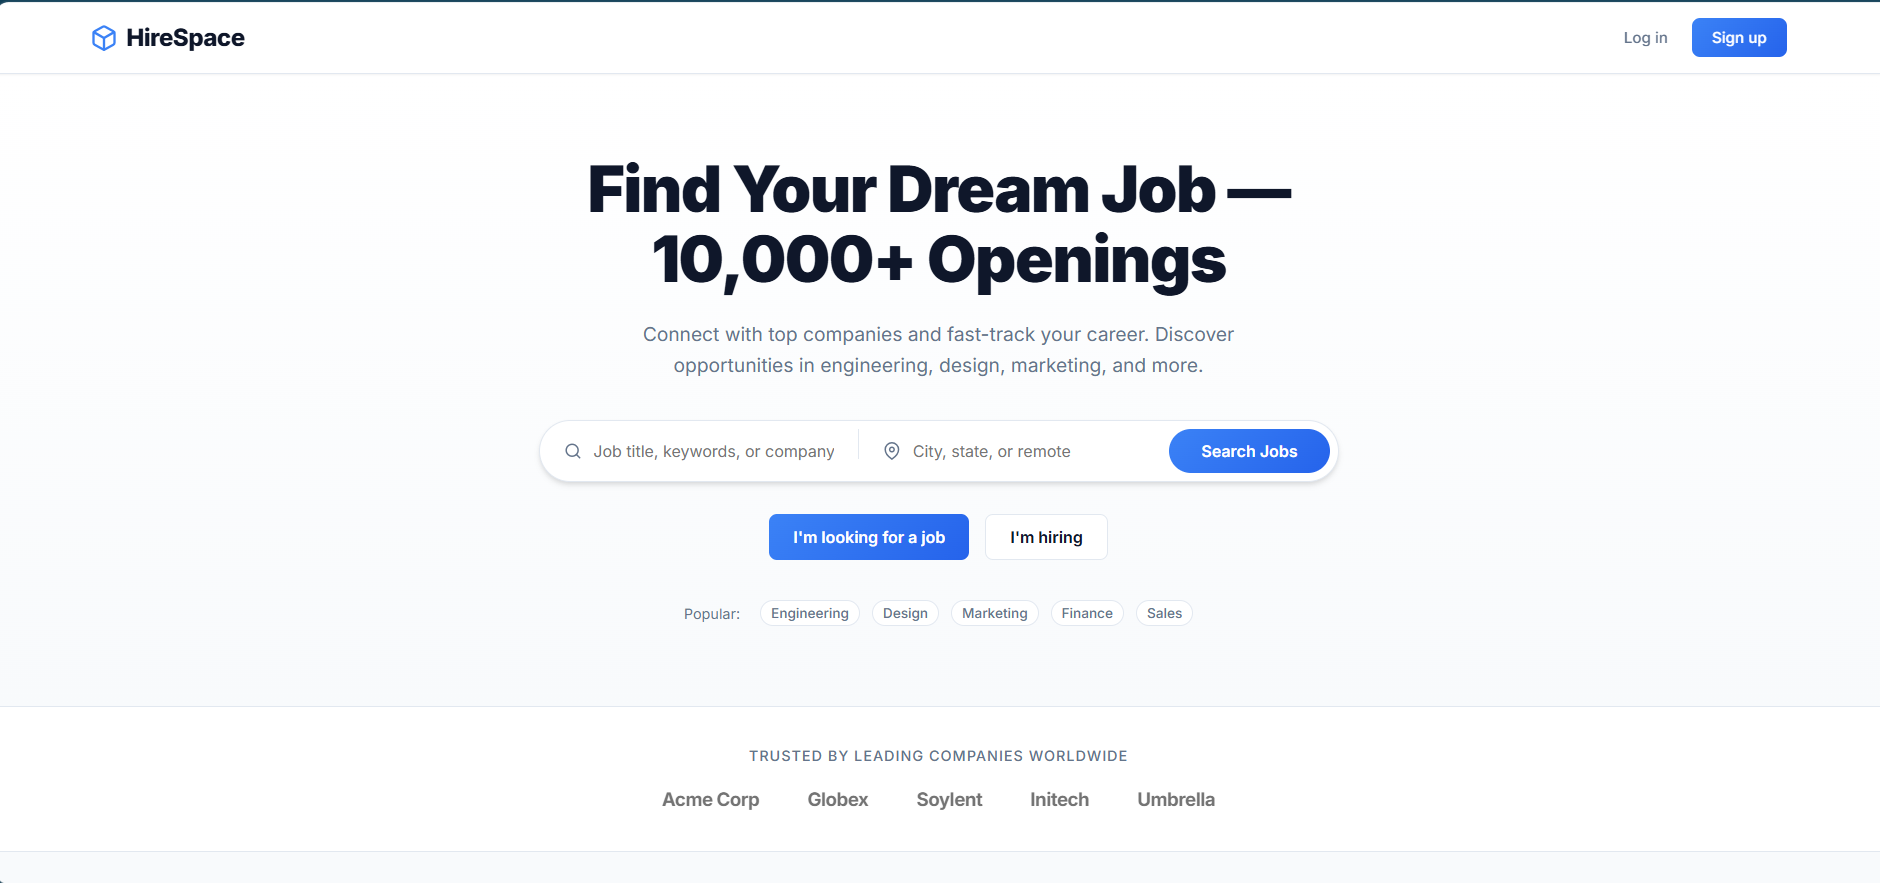 HireSpace
Log in
Sign up
Find Your Dream Job —
10,000+ Openings
Connect with top companies and fast-track your career. Discover
opportunities in engineering, design, marketing, and more.
Job title, keywords, or company
City, state, or remote
Search Jobs
I'm looking for a job
I'm hiring
Popular:
Engineering
Design
Marketing
Finance
Sales
TRUSTED BY LEADING COMPANIES WORLDWIDE
Acme Corp
Globex
Soylent
Initech
Umbrella